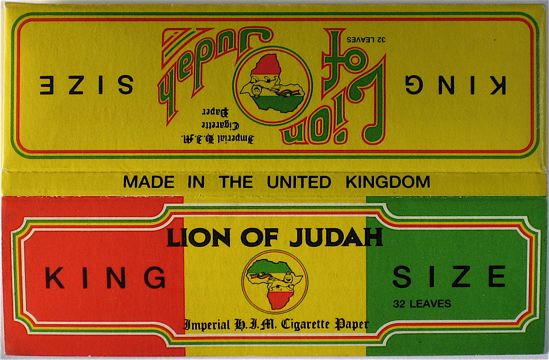 KING
SIZE
Lion
of
Judah
32 LEAVES
Imperial H.I.M.
Cigarette
Paper
MADE IN THE UNITED KINGDOM
LION OF JUDAH
KING SIZE
32 LEAVES
Imperial H.I.M. Cigarette Paper